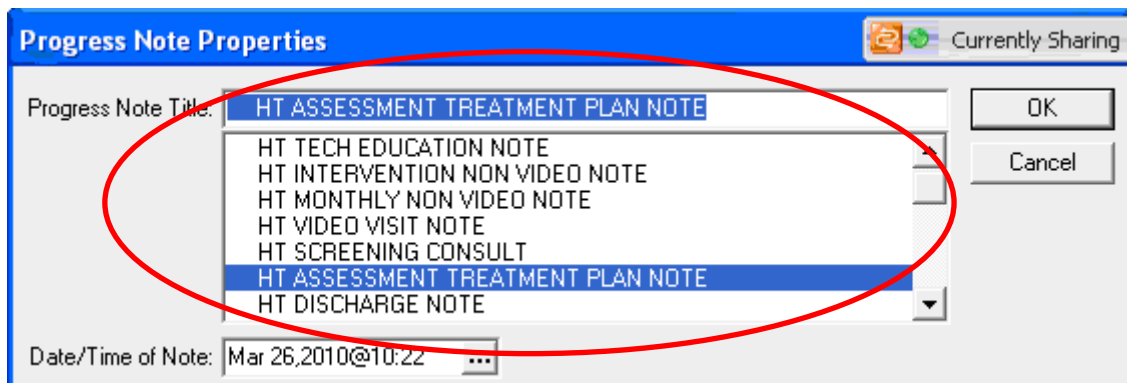 Progress Note Properties
Currently Sharing
Progress Note Title: HT ASSESSMENT TREATMENT PLAN NOTE
OK
HT TECH EDUCATION NOTE
Cancel
HT INTERVENTION NON VIDEO NOTE
HT MONTHLY NON VIDEO NOTE
HT VIDEO VISIT NOTE
HT SCREENING CONSULT
HT ASSESSMENT TREATMENT PLAN NOTE
HT DISCHARGE NOTE
Date/Time of Note: Mar 26,2010@10:22 ...